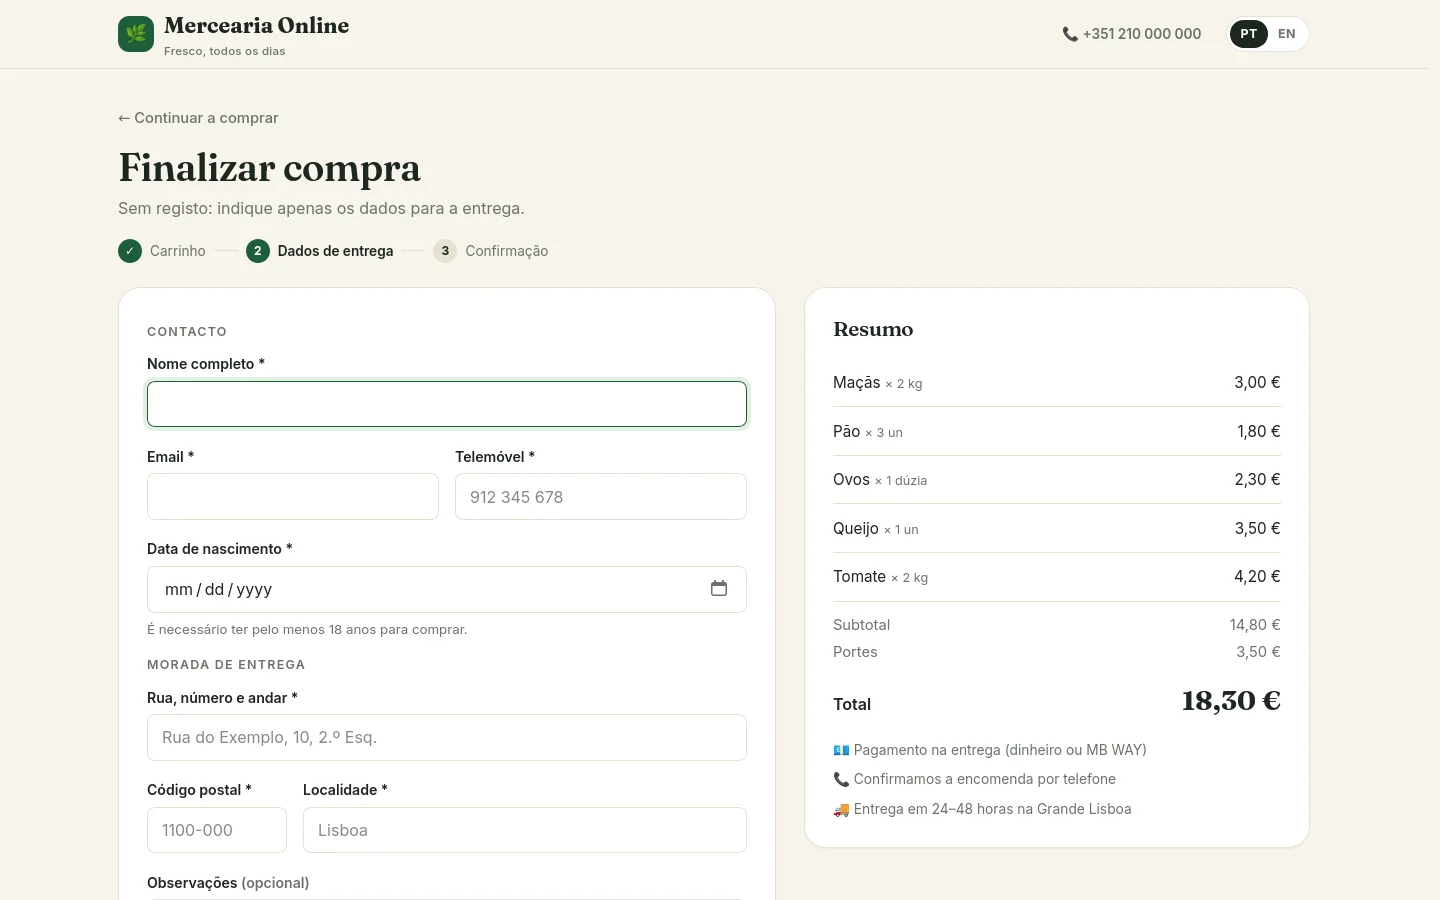 Mercearia Online
Fresco, todos os dias
+351 210 000 000
PT EN
← Continuar a comprar
Finalizar compra
Sem registo: indique apenas os dados para a entrega.
✓ Carrinho 2 Dados de entrega 3 Confirmação
CONTACTO
Nome completo *
Email * Telemóvel *
912 345 678
Data de nascimento *
mm/dd/yyyy
É necessário ter pelo menos 18 anos para comprar.
MORADA DE ENTREGA
Rua, número e andar *
Rua do Exemplo, 10, 2.º Esq.
Código postal * Localidade *
1100-000 Lisboa
Observações (opcional)
Resumo
Maçãs × 2 kg 3,00 €
Pão × 3 un 1,80 €
Ovos × 1 dúzia 2,30 €
Queijo × 1 un 3,50 €
Tomate × 2 kg 4,20 €
Subtotal 14,80 €
Portes 3,50 €
Total 18,30 €
Pagamento na entrega (dinheiro ou MB WAY)
Confirmamos a encomenda por telefone
Entrega em 24–48 horas na Grande Lisboa